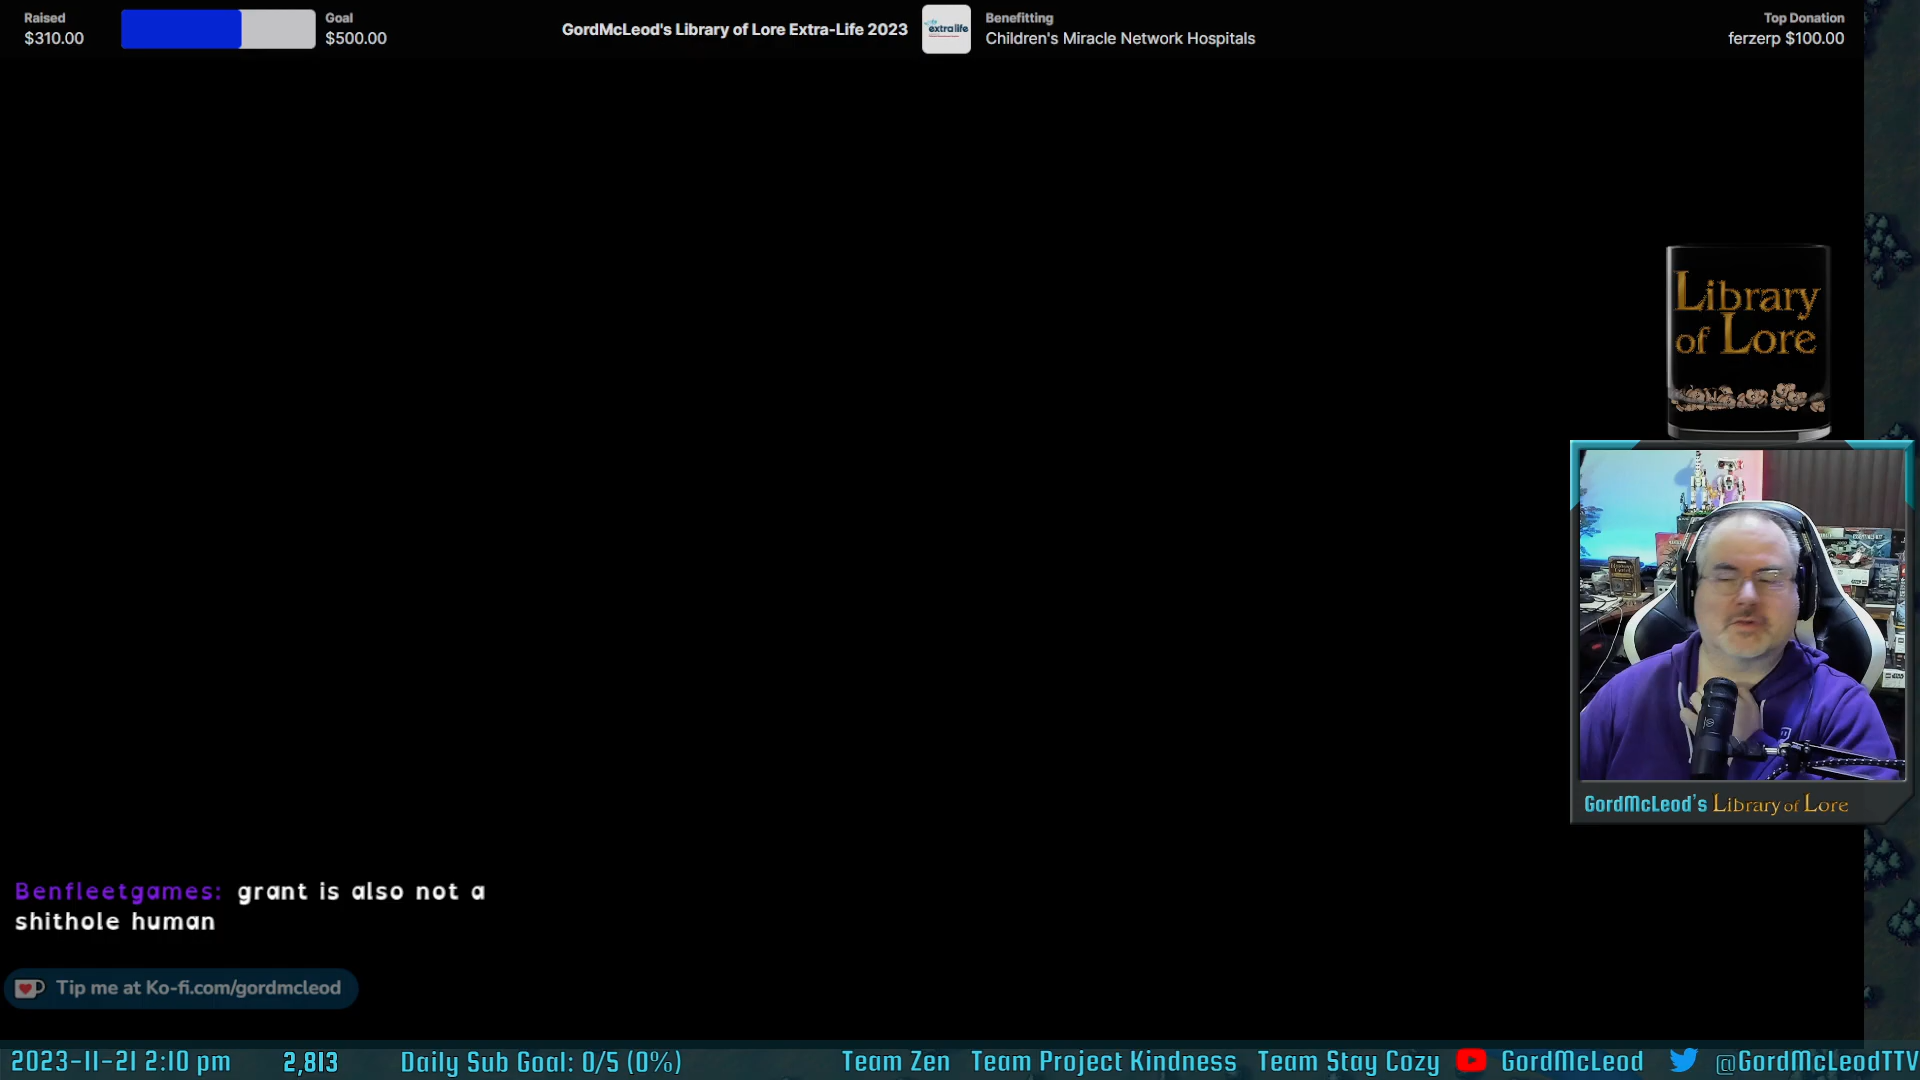 Raised
$310.00
Goal
$500.00
GordMcLeod's Library of Lore Extra-Life 2023
extralife
Benefitting
Children's Miracle Network Hospitals
Top Donation
ferzerp $100.00
Library
of Lore
GordMcLeod's Library of Lore
Benfleetgames: grant is also not a
shithole human
Tip me at Ko-fi.com/gordmcleod
2023-11-21 2:10 pm 2,813 Daily Sub Goal: 0/5 (0%) Team Zen Team Project Kindness Team Stay Cozy GordMcLeod @GordMcLeodTTV